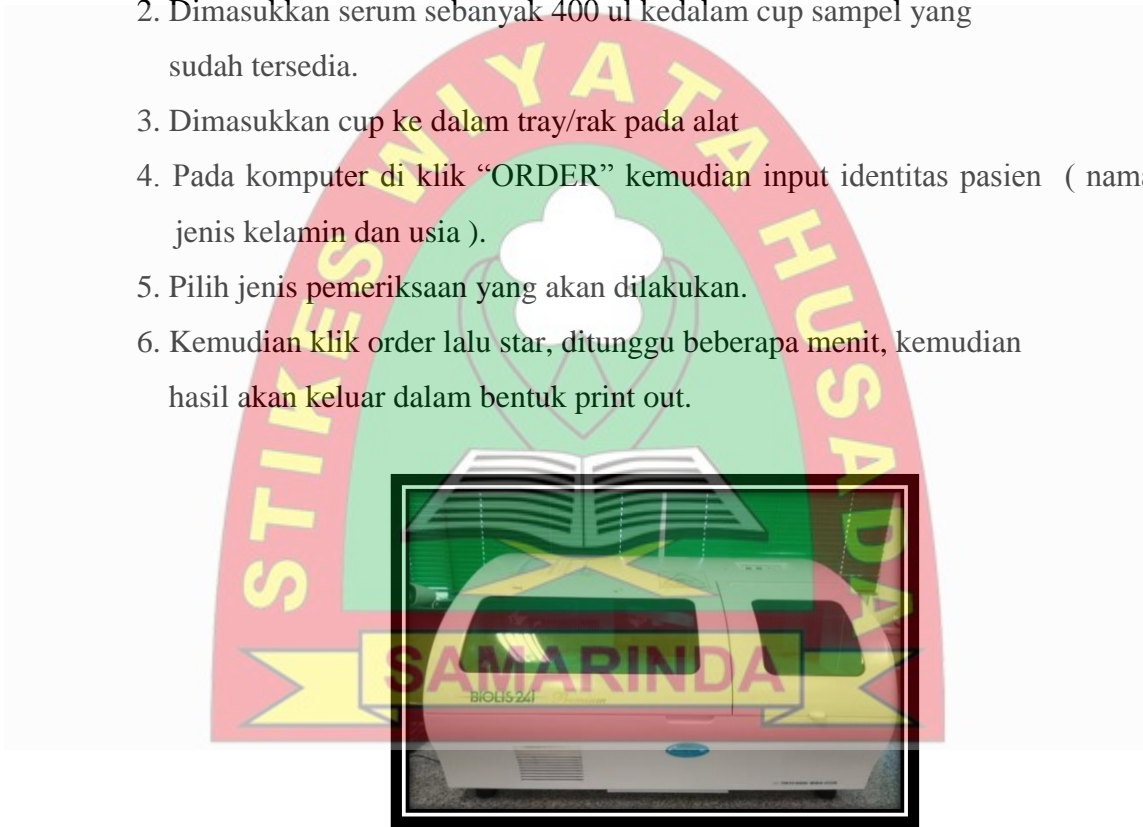 2. Dimasukkan serum sebanyak 400 ul kedalam cup sampel yang
sudah tersedia.
3. Dimasukkan cup ke dalam tray/rak pada alat
4. Pada komputer di klik “ORDER” kemudian input identitas pasien ( nama
jenis kelamin dan usia ).
5. Pilih jenis pemeriksaan yang akan dilakukan.
6. Kemudian klik order lalu star, ditunggu beberapa menit, kemudian
hasil akan keluar dalam bentuk print out.
STIKES WIYATA HUSADA
SAMARINDA
BiOLiS 24i Premium